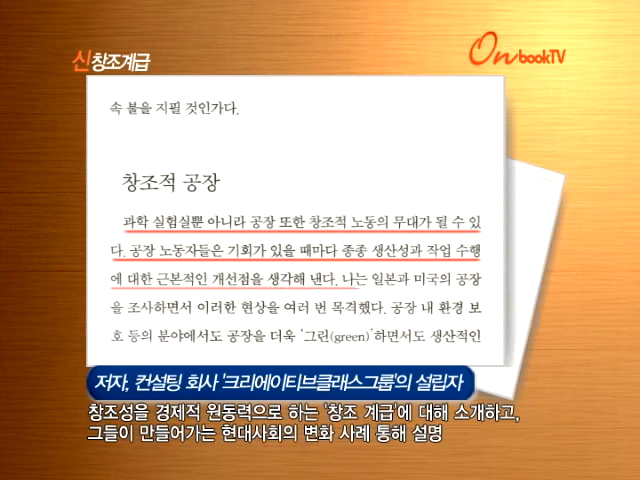 신창조계급
On bookTV
속 불을 지필 것인가다.
창조적 공장
과학 실험실뿐 아니라 공장 또한 창조적 노동의 무대가 될 수 있
다. 공장 노동자들은 기회가 있을 때마다 종종 생산성과 작업 수행
에 대한 근본적인 개선점을 생각해 낸다. 나는 일본과 미국의 공장
을 조사하면서 이러한 현상을 여러 번 목격했다. 공장 내 환경 보
호 등의 분야에서도 공장을 더욱 ‘그린(green)’하면서도 생산적인
저자, 컨설팅 회사 '크리에이티브클래스그룹'의 설립자
창조성을 경제적 원동력으로 하는 '창조 계급'에 대해 소개하고,
그들이 만들어가는 현대사회의 변화 사례 통해 설명